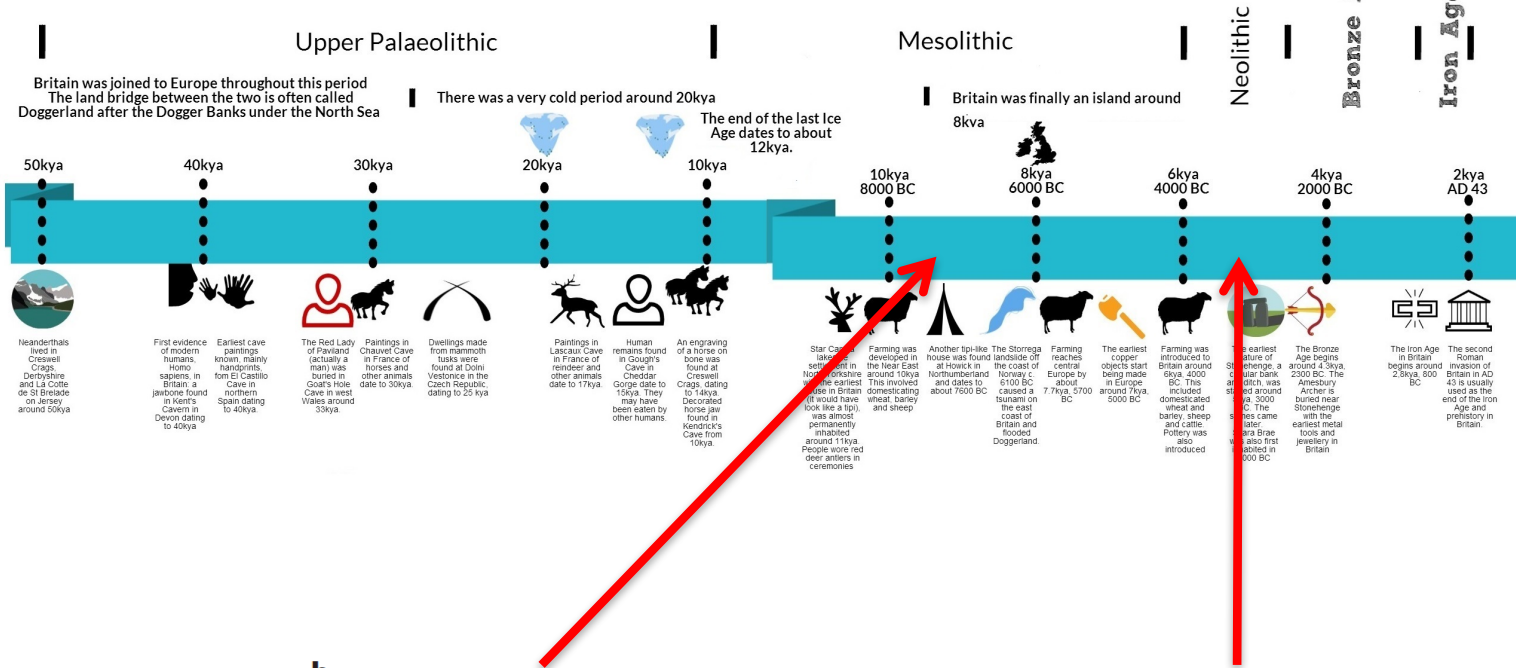 Upper Palaeolithic
Mesolithic
Neolithic
Bronze
Iron Age
Britain was joined to Europe throughout this period
The land bridge between the two is often called
Doggerland after the Dogger Banks under the North Sea
There was a very cold period around 20kya
The end of the last Ice
Age dates to about
12kya.
Britain was finally an island around
8kya
50kya
40kya
30kya
20kya
10kya
10kya
8000 BC
8kya
6000 BC
6kya
4000 BC
4kya
2000 BC
2kya
AD 43
Neanderthals
lived in
Creswell
Crags,
Derbyshire
and La Cotte
de St Brelade
on Jersey
around 50kya
First evidence
of modern
humans,
Homo
sapiens, in
Britain: a
jawbone found
in Kent's
Cavern in
Devon dating
to 40kya
Earliest cave
paintings
known, mainly
handprints,
fom El Castillo
Cave in
northern
Spain dating
to 40kya.
The Red Lady
of Paviland
(actually a
man) was
buried in
Goat's Hole
Cave in west
Wales around
33kya.
Paintings in
Chauvet Cave
in France of
horses and
other animals
date to 30kya.
Dwellings made
from mammoth
tusks were
found at Dolni
Vestonice in the
Czech Republic,
dating to 25 kya
Paintings in
Lascaux Cave
in France of
reindeer and
other animals
date to 17kya.
Human
remains found
in Gough's
Cave in
Cheddar
Gorge date to
15kya. They
may have
been eaten by
other humans.
An engraving
of a horse on
bone was
found at
Creswell
Crags, dating
to 14kya.
Decorated
horse jaw
found in
Kendrick's
Cave from
10kya.
Star
settlement in
the earliest
in Britain
(it would have
look like a tipi),
was almost
permanently
inhabited
around 11kya.
People wore red
deer antlers in
ceremonies
Farming was
developed in
the Near East
around 10kya
This involved
domesticating
wheat, barley
and sheep
Another tipi-like
house was found
at Howick in
Northumberland
and dates to
about 7600 BC
The Storrega
landslide off
the coast of
Norway c.
6100 BC
caused a
tsunami on
the east
coast of
Britain and
flooded
Doggerland.
Farming
reaches
central
Europe by
about
7.7kya, 5700
BC
The earliest
copper
objects start
being made
in Europe
around 7kya,
5000 BC
Farming was
introduced to
Britain around
6kya, 4000
BC. This
included
domesticated
wheat and
barley, sheep
and cattle.
Pottery was
also
introduced
earliest
of
a
bank
ditch, was
around
3000
The
came
later.
Brae
also first
in
BC
The Bronze
Age begins
around 4.3kya,
2300 BC. The
Amesbury
Archer is
buried near
Stonehenge
with the
earliest metal
tools and
jewellery in
Britain
The Iron Age
in Britain
begins around
2.8kya, 800
BC
The second
Roman
invasion of
Britain in AD
43 is usually
used as the
end of the Iron
Age and
prehistory in
Britain.